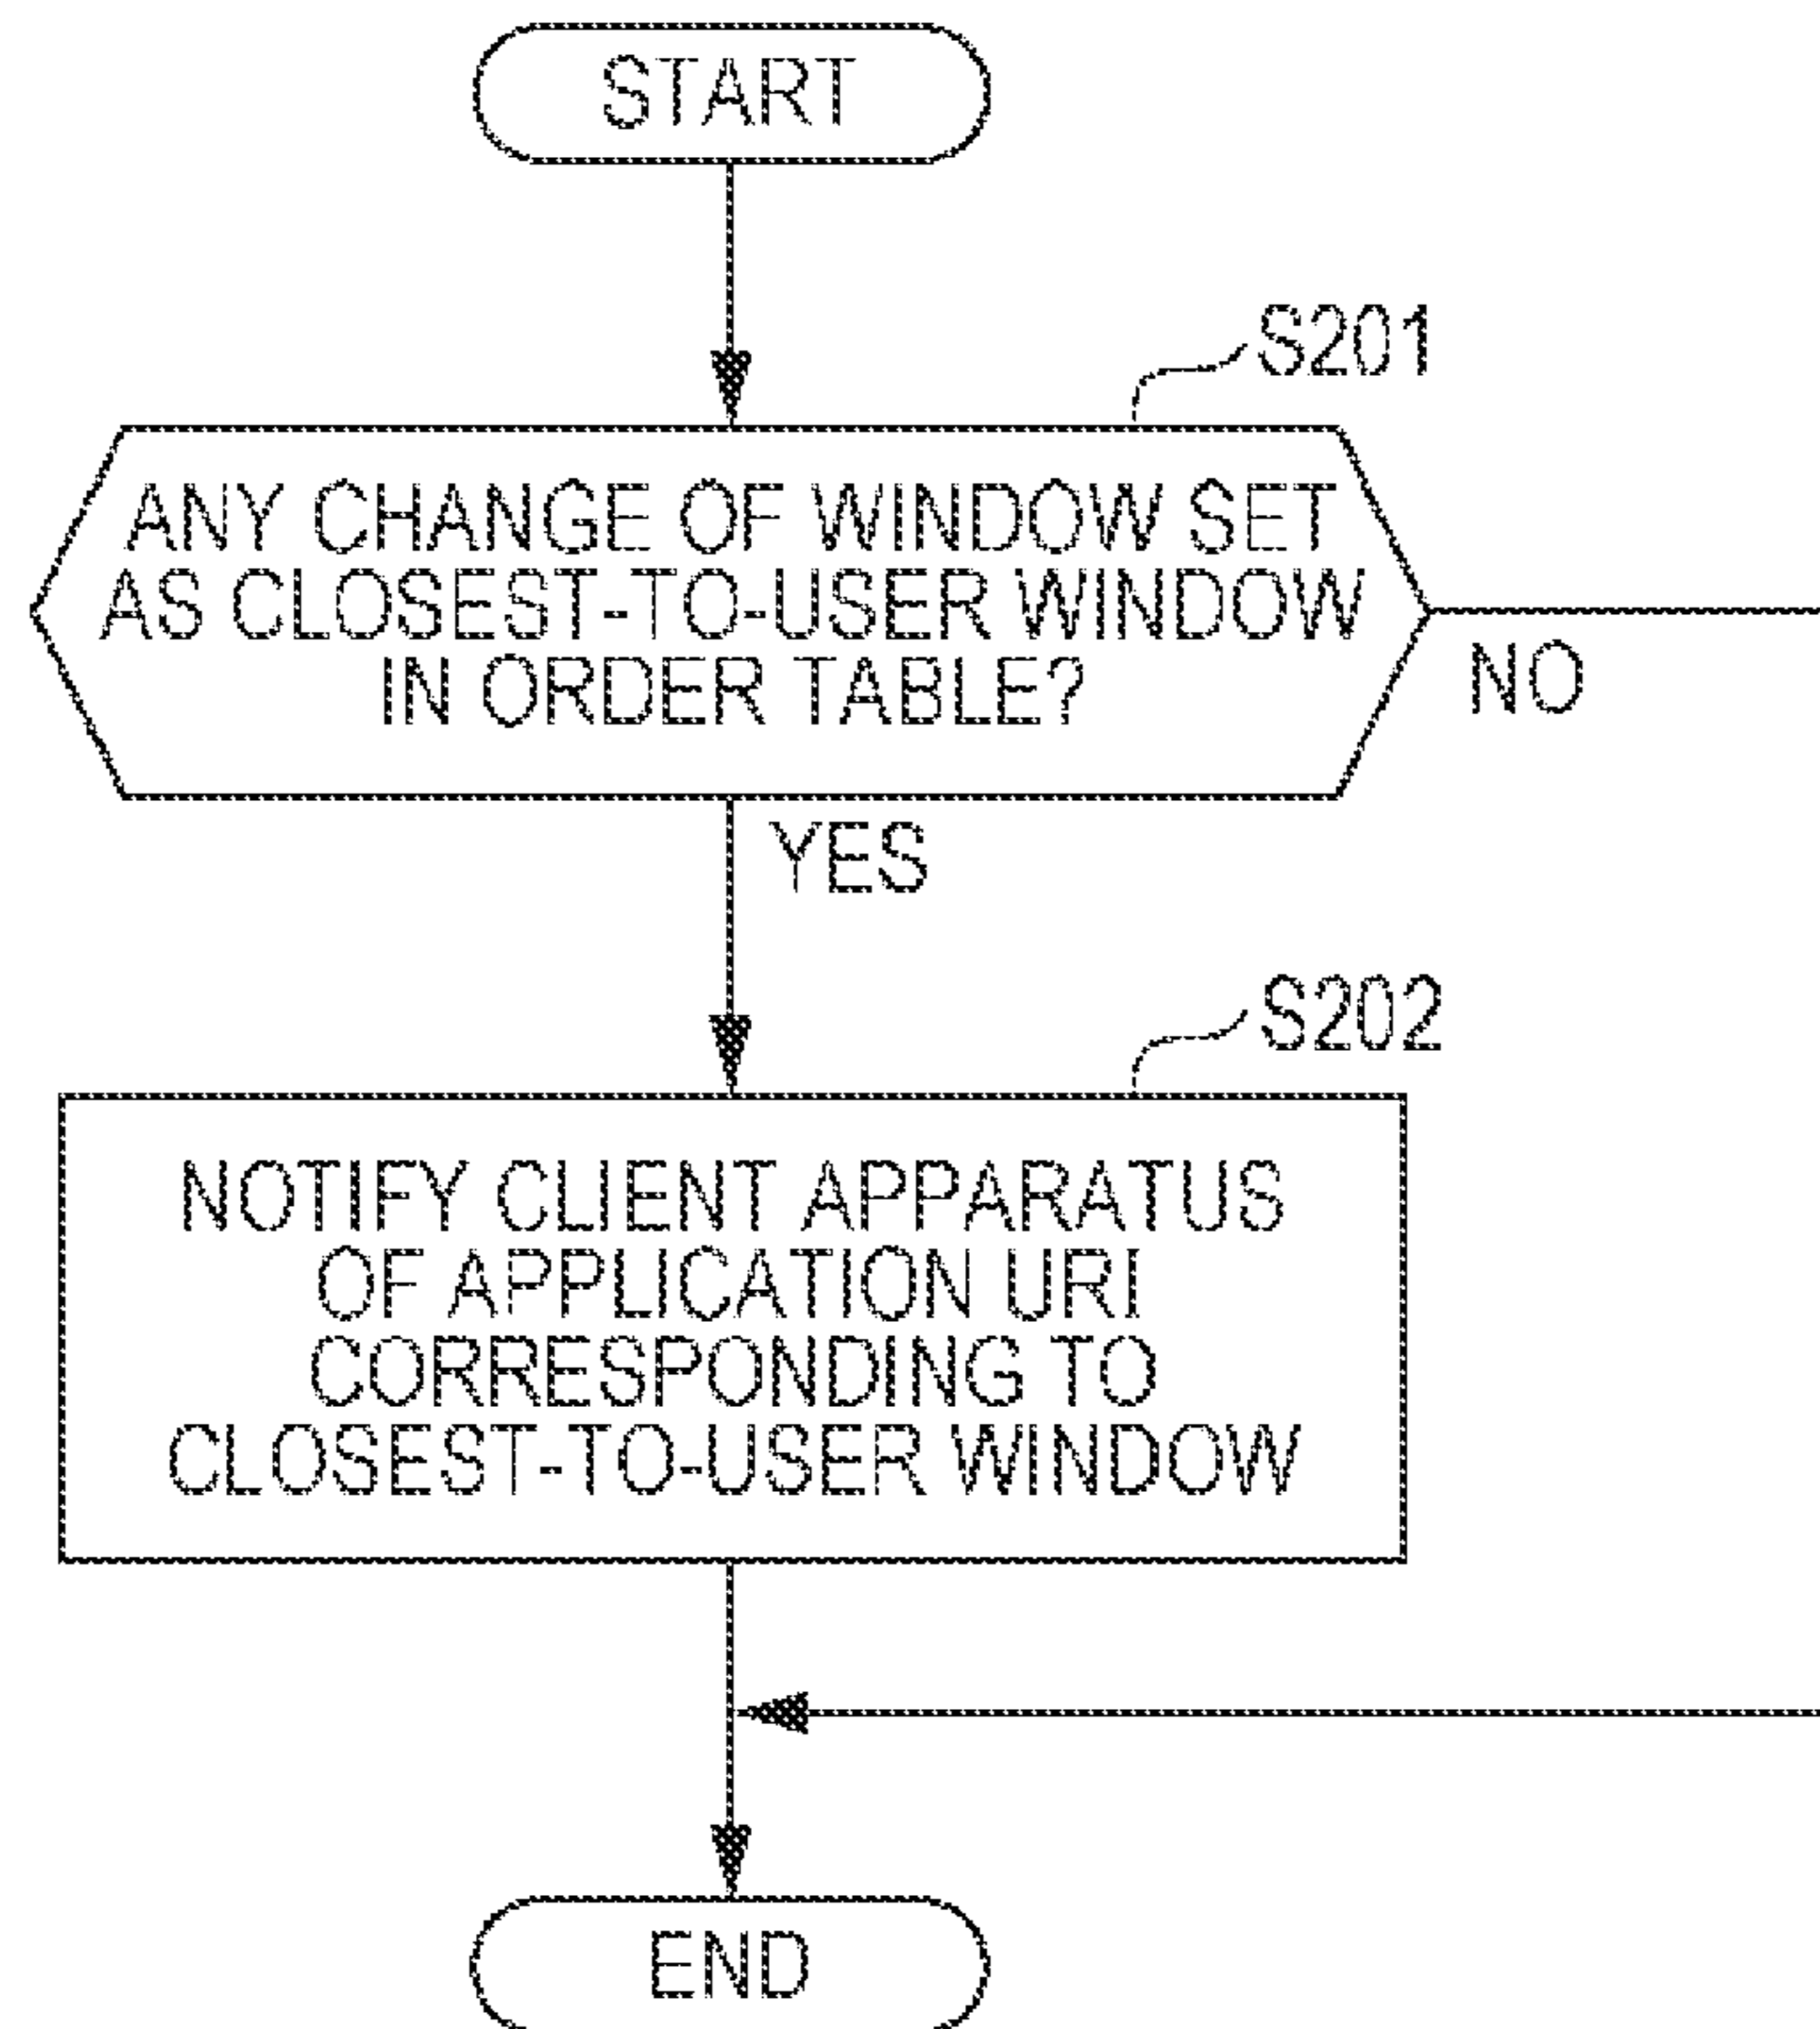 START
S201
ANY CHANGE OF WINDOW SET
AS CLOSEST-TO-USER WINDOW
IN ORDER TABLE?
NO
YES
S202
NOTIFY CLIENT APPARATUS
OF APPLICATION URI
CORRESPONDING TO
CLOSEST-TO-USER WINDOW
END